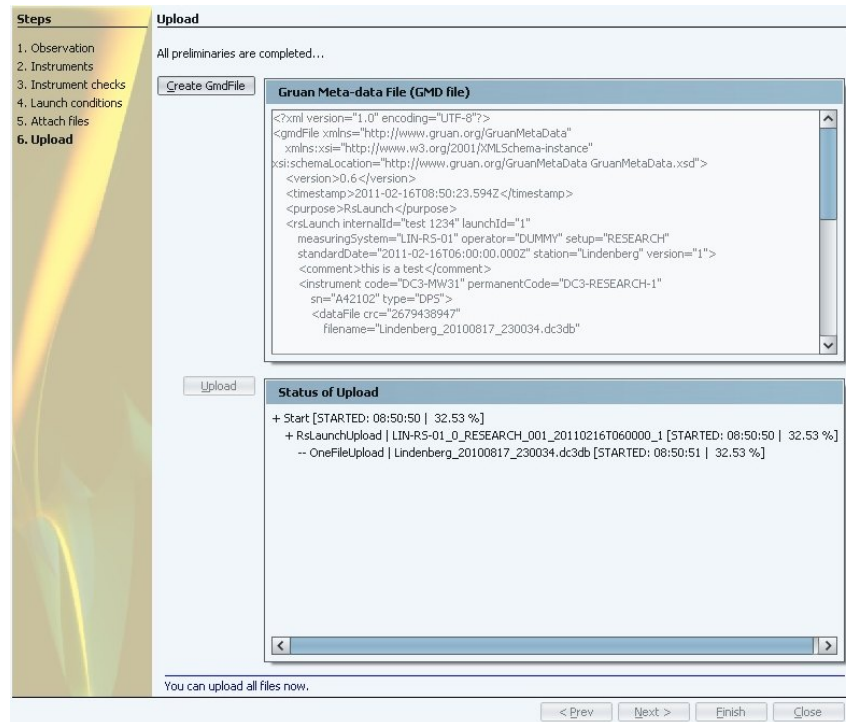 Steps
1. Observation
2. Instruments
3. Instrument checks
4. Launch conditions
5. Attach files
6. Upload
Upload
All preliminaries are completed...
Create GmdFile
Gruan Meta-data File (GMD file)
<?xml version="1.0" encoding="UTF-8"?>
<gmdFile xmlns="http://www.gruan.org/GruanMetaData"
xmlns:xsi="http://www.w3.org/2001/XMLSchema-instance"
xsi:schemaLocation="http://www.gruan.org/GruanMetaData GruanMetaData.xsd">
<version>0.6</version>
<timestamp>2011-02-16T08:50:23.594Z</timestamp>
<purpose>RsLaunch</purpose>
<rsLaunch internalId="test 1234" launchId="1"
measuringSystem="LIN-RS-01" operator="DUMMY" setup="RESEARCH"
standardDate="2011-02-16T06:00:00.000Z" station="Lindenberg" version="1">
<comment>this is a test</comment>
<instrument code="DC3-MW31" permanentCode="DC3-RESEARCH-1"
sn="A42102" type="DPS">
<dataFile crc="2679438947"
filename="Lindenberg_20100817_230034.dc3db"
Upload
Status of Upload
+ Start [STARTED: 08:50:50 | 32.53 %]
+ RsLaunchUpload | LIN-RS-01_0_RESEARCH_001_20110216T060000_1 [STARTED: 08:50:50 | 32.53 %]
-- OneFileUpload | Lindenberg_20100817_230034.dc3db [STARTED: 08:50:51 | 32.53 %]
You can upload all files now.
< Prev
Next >
Finish
Close